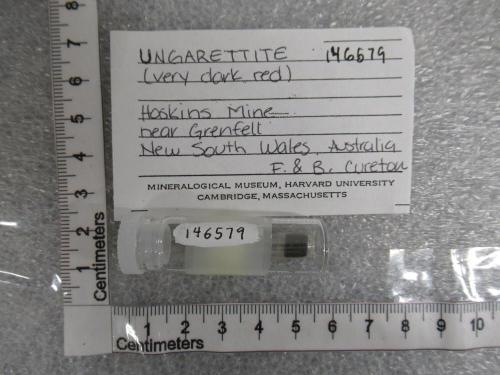 UNGARETTITE 146579
(very dark red)
Hoskins Mine
near Grenfell
New South Wales, Australia
F. & B. Cureton
MINERALOGICAL MUSEUM, HARVARD UNIVERSITY
CAMBRIDGE, MASSACHUSETTS
146579
8
7
6
5
4
3
2
1
Centimeters
1 2 3 4 5 6 7 8 9 10
Centimeters